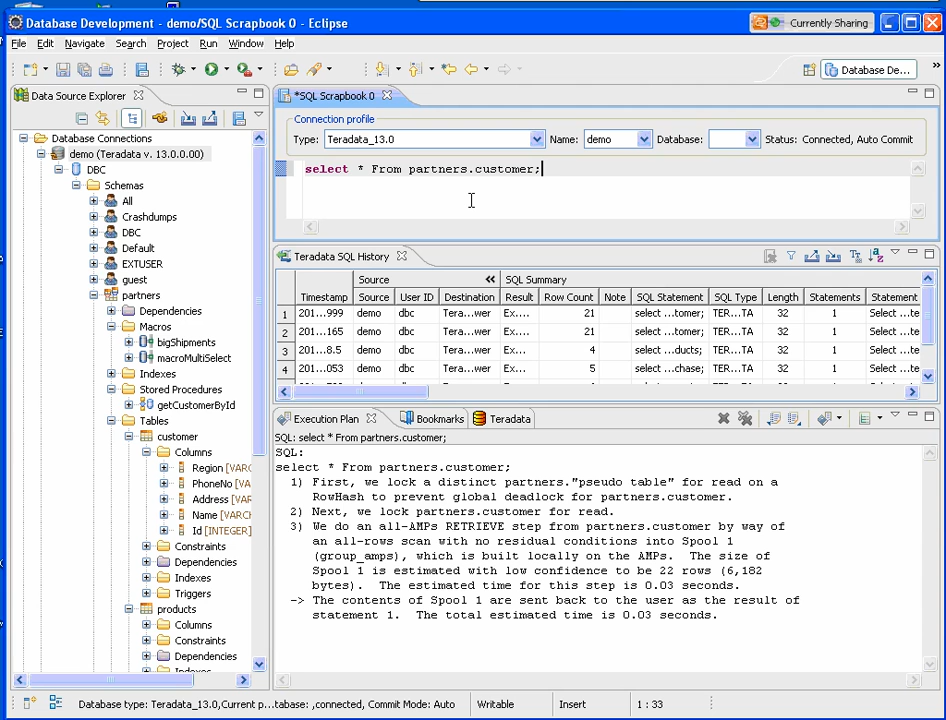 Database Development - demo/SQL Scrapbook 0 - Eclipse
Currently Sharing
File Edit Navigate Search Project Run Window Help
Database De...
Data Source Explorer
Database Connections
demo (Teradata v. 13.0.0.00)
DBC
Schemas
All
Crashdumps
DBC
Default
EXTUSER
guest
partners
Dependencies
Macros
bigShipments
macroMultiSelect
Indexes
Stored Procedures
getCustomerById
Tables
customer
Columns
Region [VARC
PhoneNo [VAR
Address [VARC
Name [VARCH
Id [INTEGER]
Constraints
Dependencies
Indexes
Triggers
products
Columns
Constraints
Dependencies
Indexes
*SQL Scrapbook 0
Connection profile
Type: Teradata_13.0 Name: demo Database: Status: Connected, Auto Commit
select * From partners.customer;
Teradata SQL History
Source SQL Summary
Timestamp Source User ID Destination Result Row Count Note SQL Statement SQL Type Length Statements Statement
1 201...999 demo dbc Tera...wer Ex... 21 select ...tomer; TER...TA 32 1 Select ...te
2 201...165 demo dbc Tera...wer Ex... 21 select ...tomer; TER...TA 32 1 Select ...te
3 201...8.5 demo dbc Tera...wer Ex... 4 select ...ducts; TER...TA 32 1 Select ...te
4 201...053 demo dbc Tera...wer Ex... 5 select ...chase; TER...TA 32 1 Select ...te
Execution Plan Bookmarks Teradata
SQL: select * From partners.customer;
SQL:
select * From partners.customer;
1) First, we lock a distinct partners."pseudo table" for read on a
RowHash to prevent global deadlock for partners.customer.
2) Next, we lock partners.customer for read.
3) We do an all-AMPs RETRIEVE step from partners.customer by way of
an all-rows scan with no residual conditions into Spool 1
(group_amps), which is built locally on the AMPs. The size of
Spool 1 is estimated with low confidence to be 22 rows (6,182
bytes). The estimated time for this step is 0.03 seconds.
-> The contents of Spool 1 are sent back to the user as the result of
statement 1. The total estimated time is 0.03 seconds.
Database type: Teradata_13.0,Current p...tabase: ,connected, Commit Mode: Auto Writable Insert 1 : 33